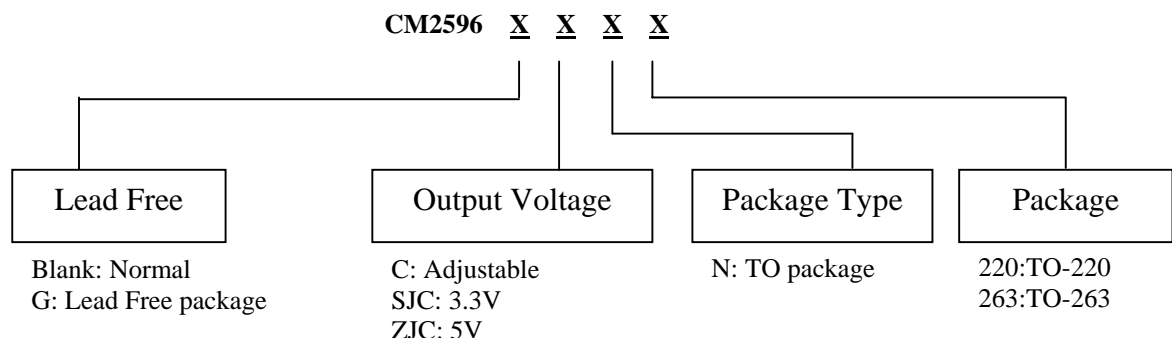 CM2596 X X X X
Lead Free
Output Voltage
Package Type
Package
Blank: Normal
G: Lead Free package
C: Adjustable
SJC: 3.3V
ZJC: 5V
N: TO package
220:TO-220
263:TO-263